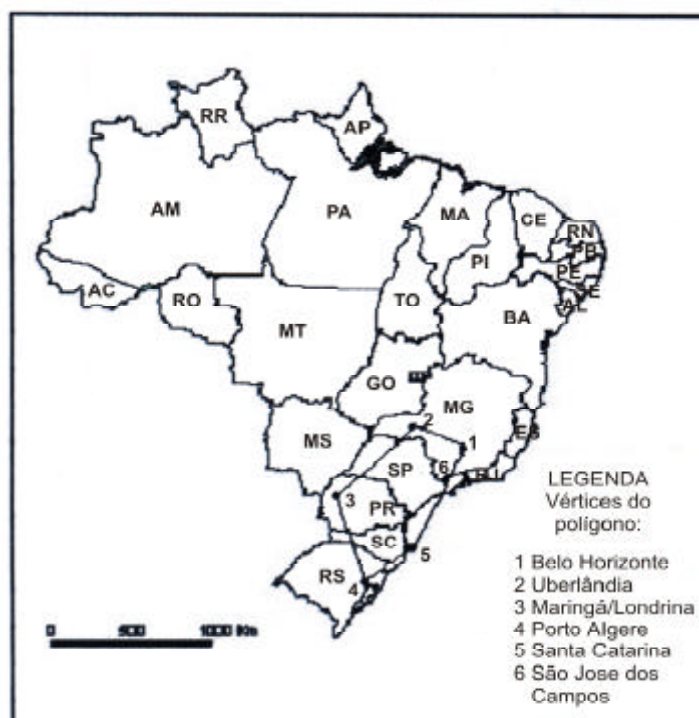 RR
AP
AM
PA
MA
CE
RN
PB
PI
PE
AC
RO
TO
SE
AL
MT
BA
GO
MG
2
MS
ES
1
SP
6
RJ
3
PR
SC
5
RS
4
0 500 1000 Km
LEGENDA
Vértices do
polígono:
1 Belo Horizonte
2 Uberlândia
3 Maringá/Londrina
4 Porto Algere
5 Santa Catarina
6 São Jose dos
Campos